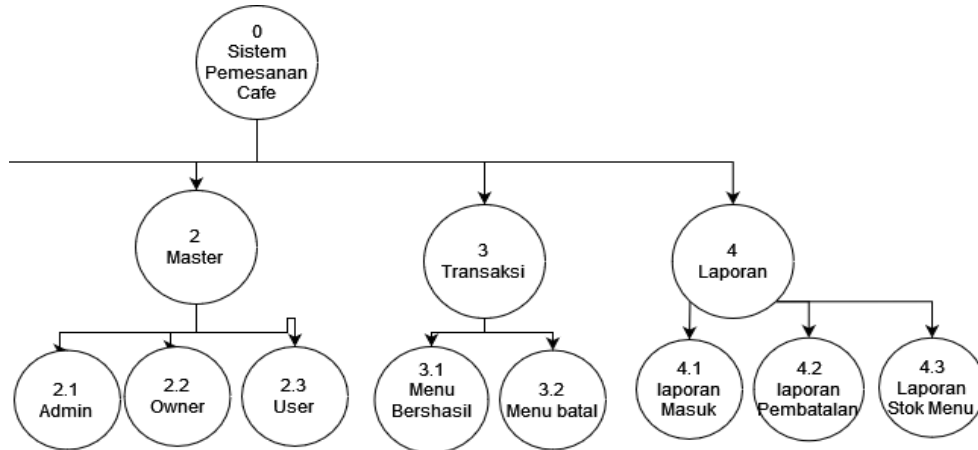 0
Sistem
Pemesanan
Cafe
2
Master
3
Transaksi
4
Laporan
2.1
Admin
2.2
Owner
2.3
User
3.1
Menu
Bershasil
3.2
Menu batal
4.1
laporan
Masuk
4.2
laporan
Pembatalan
4.3
Laporan
Stok Menu